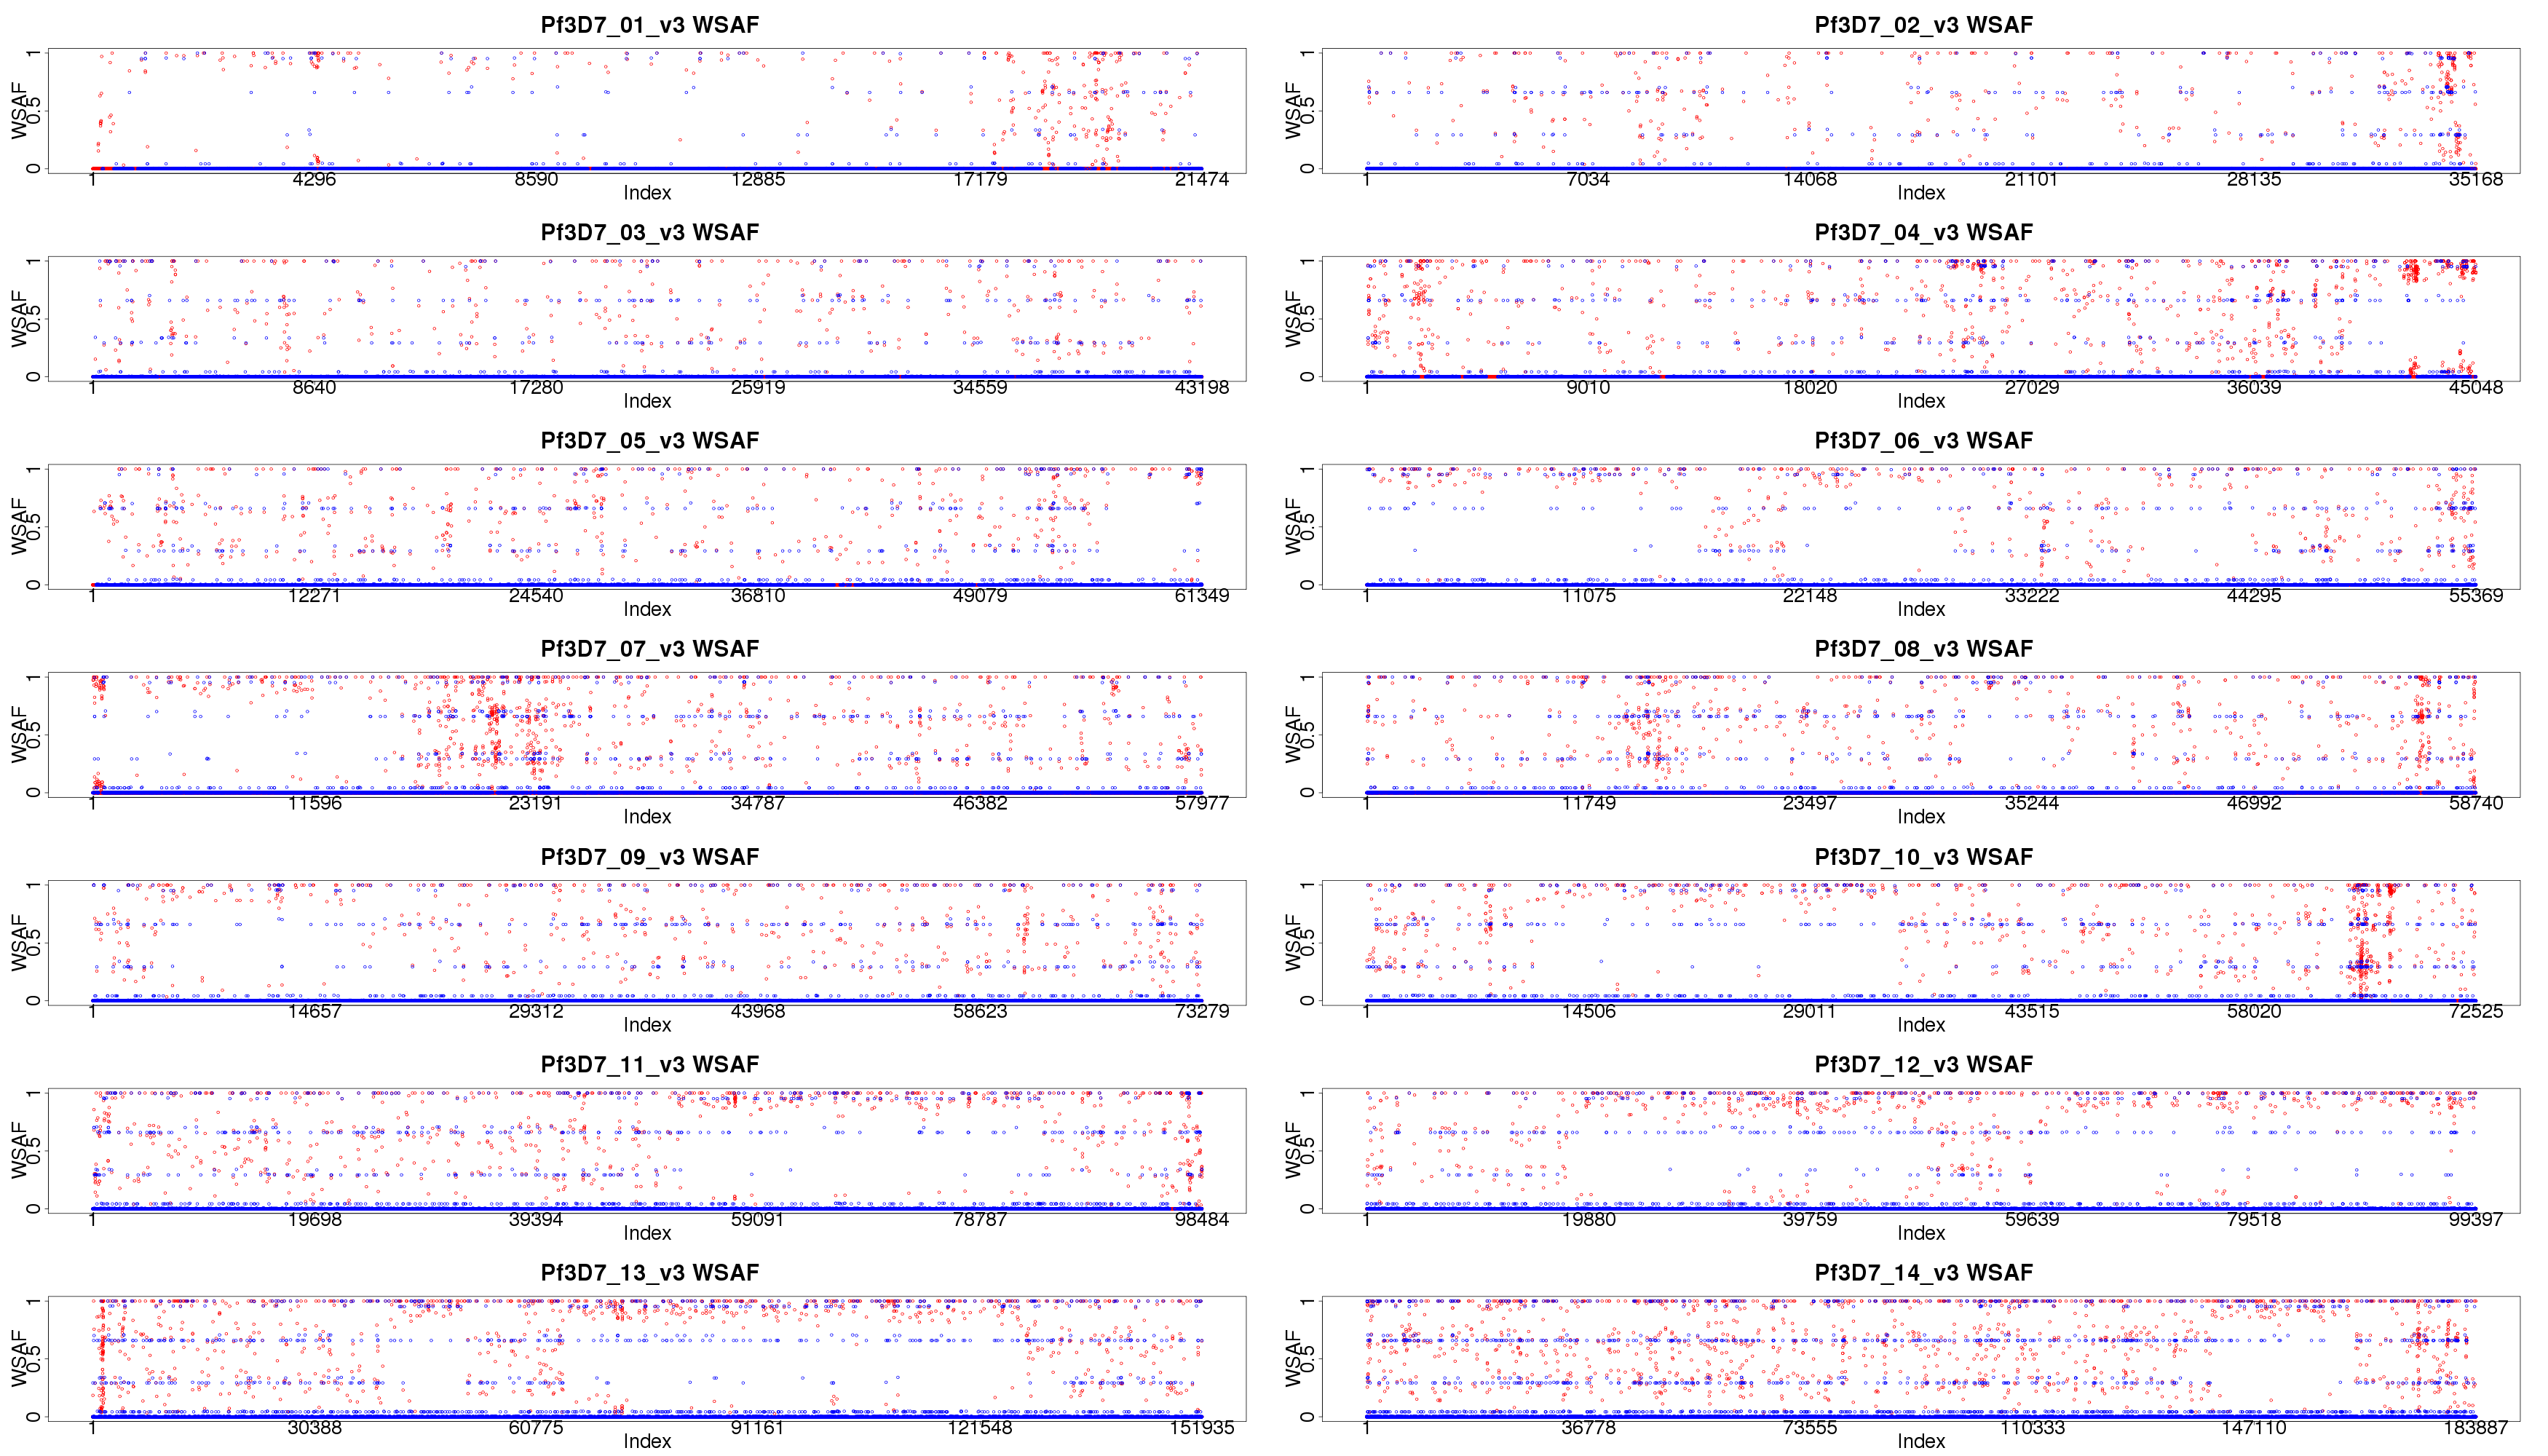 Pf3D7_01_v3 WSAF
WSAF
0 0.5 1
1 4296 8590 12885 17179 21474
Index
Pf3D7_02_v3 WSAF
WSAF
0 0.5 1
1 7034 14068 21101 28135 35168
Index
Pf3D7_03_v3 WSAF
WSAF
0 0.5 1
1 8640 17280 25919 34559 43198
Index
Pf3D7_04_v3 WSAF
WSAF
0 0.5 1
1 9010 18020 27029 36039 45048
Index
Pf3D7_05_v3 WSAF
WSAF
0 0.5 1
1 12271 24540 36810 49079 61349
Index
Pf3D7_06_v3 WSAF
WSAF
0 0.5 1
1 11075 22148 33222 44295 55369
Index
Pf3D7_07_v3 WSAF
WSAF
0 0.5 1
1 11596 23191 34787 46382 57977
Index
Pf3D7_08_v3 WSAF
WSAF
0 0.5 1
1 11749 23497 35244 46992 58740
Index
Pf3D7_09_v3 WSAF
WSAF
0 0.5 1
1 14657 29312 43968 58623 73279
Index
Pf3D7_10_v3 WSAF
WSAF
0 0.5 1
1 14506 29011 43515 58020 72525
Index
Pf3D7_11_v3 WSAF
WSAF
0 0.5 1
1 19698 39394 59091 78787 98484
Index
Pf3D7_12_v3 WSAF
WSAF
0 0.5 1
1 19880 39759 59639 79518 99397
Index
Pf3D7_13_v3 WSAF
WSAF
0 0.5 1
1 30388 60775 91161 121548 151935
Index
Pf3D7_14_v3 WSAF
WSAF
0 0.5 1
1 36778 73555 110333 147110 183887
Index